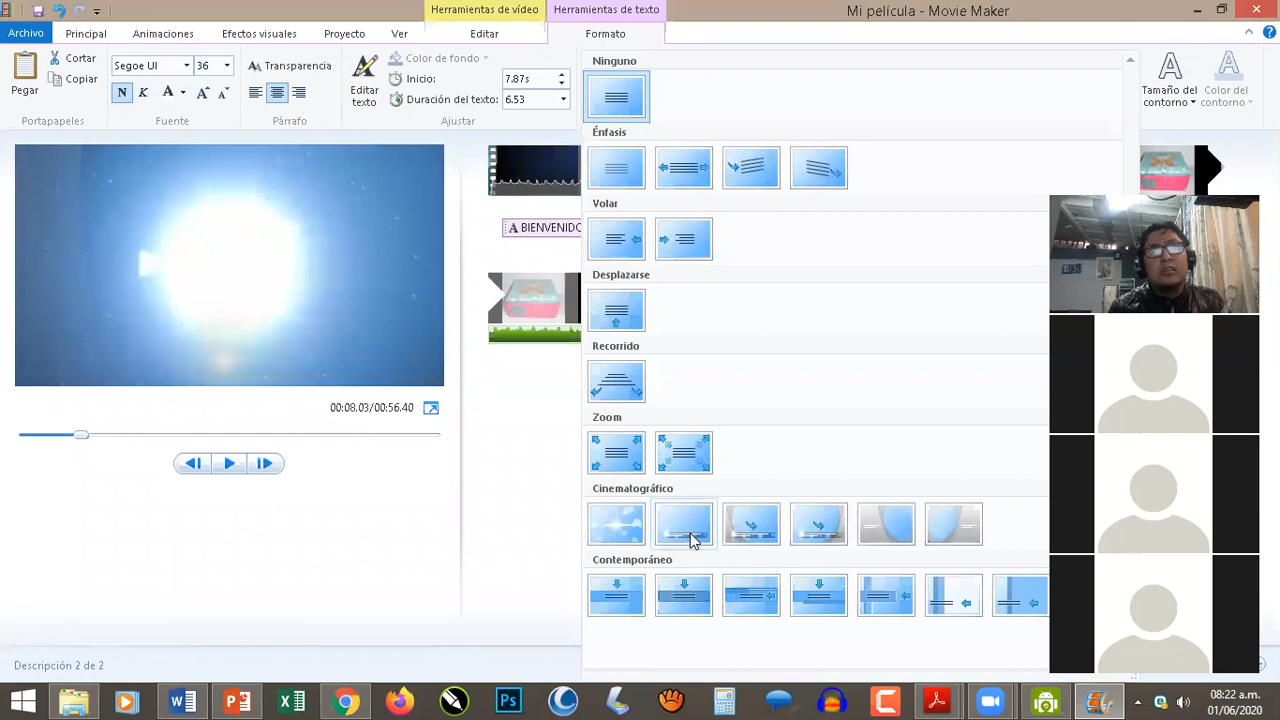 Herramientas de vídeo
Herramientas de texto
Mi película - Movie Maker
Archivo
Principal
Animaciones
Efectos visuales
Proyecto
Ver
Editar
Formato
Pegar
Cortar
Copiar
Portapapeles
Segoe UI
36
N
K
A
A
A
Fuente
Transparencia
Párrafo
Editar
texto
Color de fondo
Inicio:
7.87s
Duración del texto:
6.53
Ajustar
Tamaño del
contorno
Color del
contorno
Ninguno
Énfasis
Volar
Desplazarse
Recorrido
Zoom
Cinematográfico
Contemporáneo
A BIENVENIDO
00:08.03/00:56.40
Descripción 2 de 2
08:22 a.m.
01/06/2020